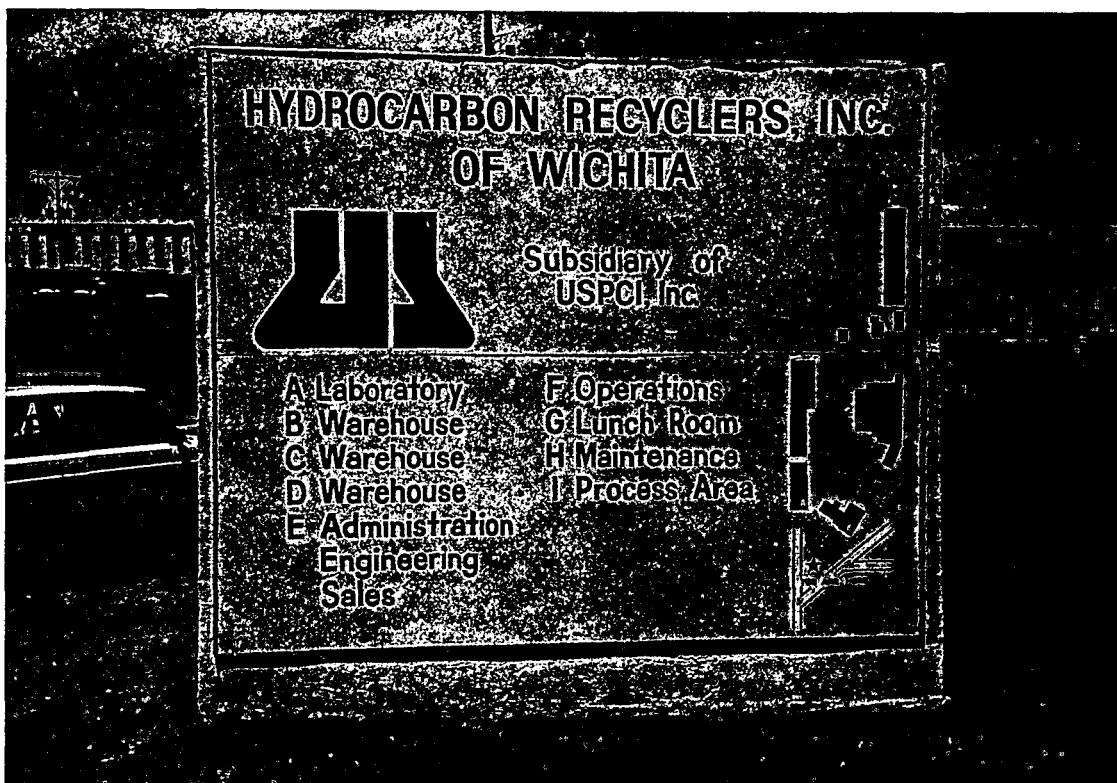 HYDROCARBON RECYCLERS, INC.
OF WICHITA
Subsidiary of
USPCI Inc.
A Laboratory
B Warehouse
C Warehouse
D Warehouse
E Administration
Engineering
Sales
F Operations
G Lunch Room
H Maintenance
I Process Area